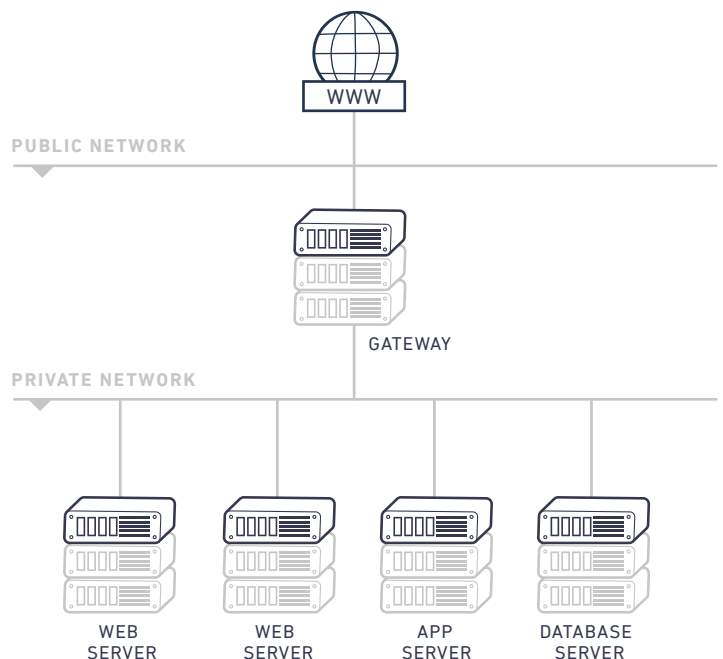 WWW
PUBLIC NETWORK
GATEWAY
PRIVATE NETWORK
WEB
SERVER
WEB
SERVER
APP
SERVER
DATABASE
SERVER